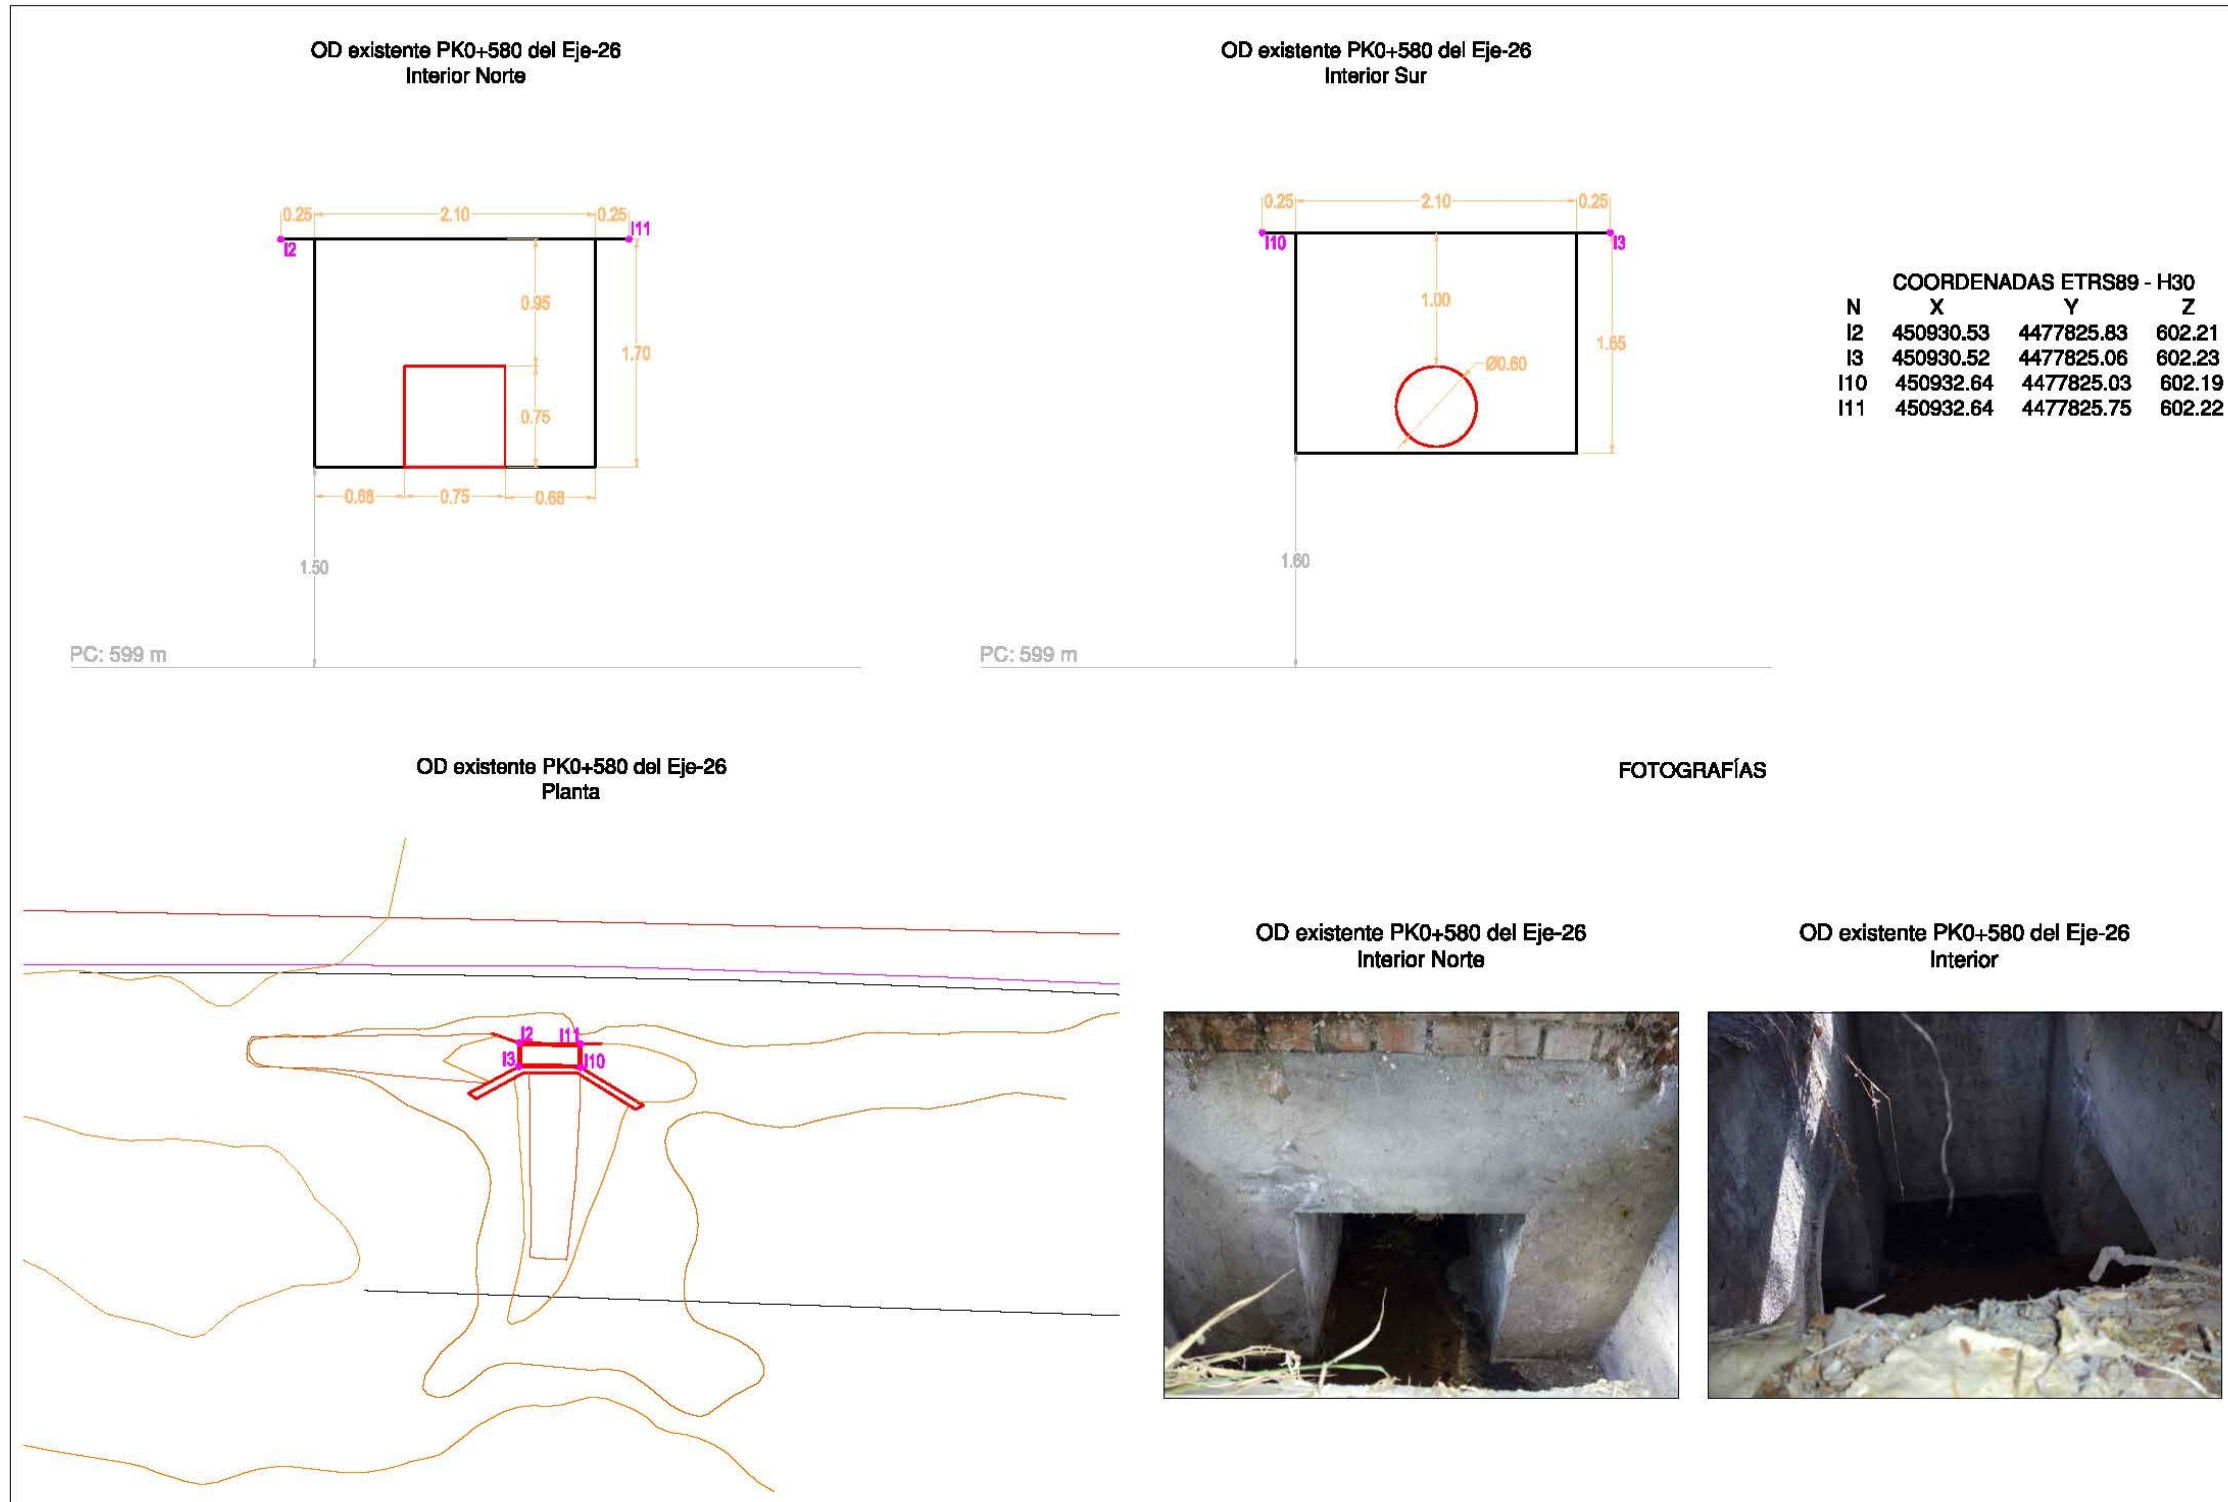 OD existente PK0+580 del Eje-26
Interior Norte
0.25
2.10
0.25
I2
I11
0.95
1.70
0.75
0.68
0.75
0.68
1.50
PC: 599 m
OD existente PK0+580 del Eje-26
Interior Sur
0.25
2.10
0.25
I10
I3
1.00
1.65
Ø0.60
1.60
PC: 599 m
COORDENADAS ETRS89 - H30
N X Y Z
I2 450930.53 4477825.83 602.21
I3 450930.52 4477825.06 602.23
I10 450932.64 4477825.03 602.19
I11 450932.64 4477825.75 602.22
OD existente PK0+580 del Eje-26
Planta
I2
I11
I3
I10
FOTOGRAFÍAS
OD existente PK0+580 del Eje-26
Interior Norte
OD existente PK0+580 del Eje-26
Interior